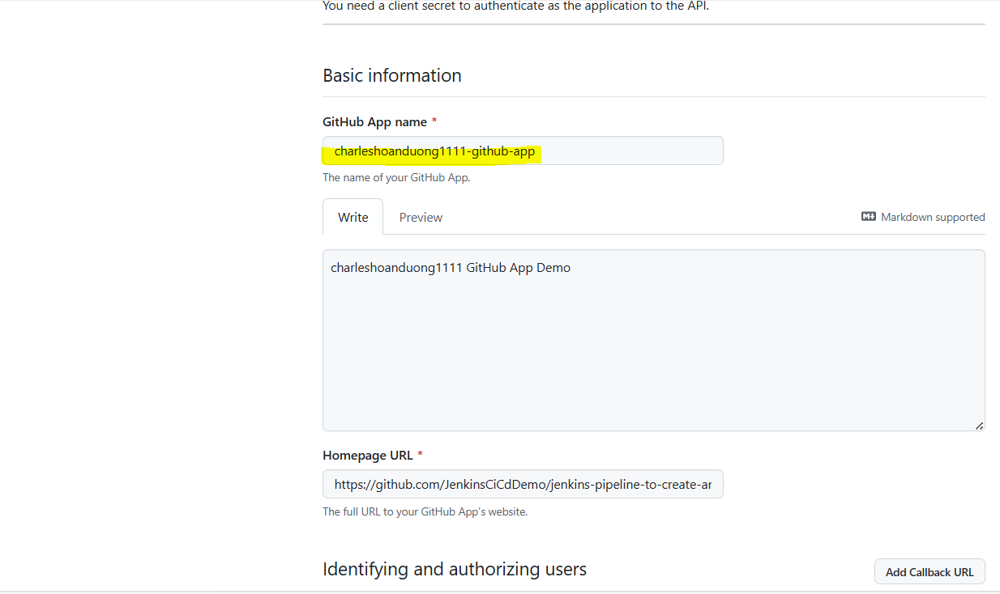 You need a client secret to authenticate as the application to the API.
Basic information
GitHub App name *
charleshoanduong1111-github-app
The name of your GitHub App.
Write Preview Markdown supported
charleshoanduong1111 GitHub App Demo
Homepage URL *
https://github.com/JenkinsCiCdDemo/jenkins-pipeline-to-create-ar
The full URL to your GitHub App's website.
Identifying and authorizing users
Add Callback URL